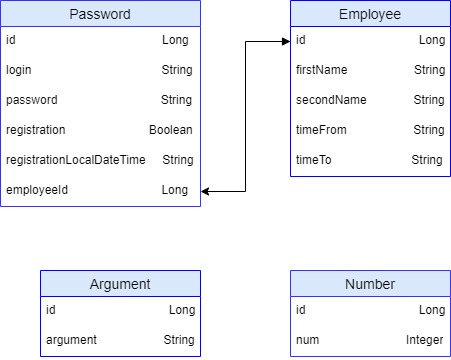 Password
id Long
login String
password String
registration Boolean
registrationLocalDateTime String
employeeId Long
Employee
id Long
firstName String
secondName String
timeFrom String
timeTo String
Argument
id Long
argument String
Number
id Long
num Integer